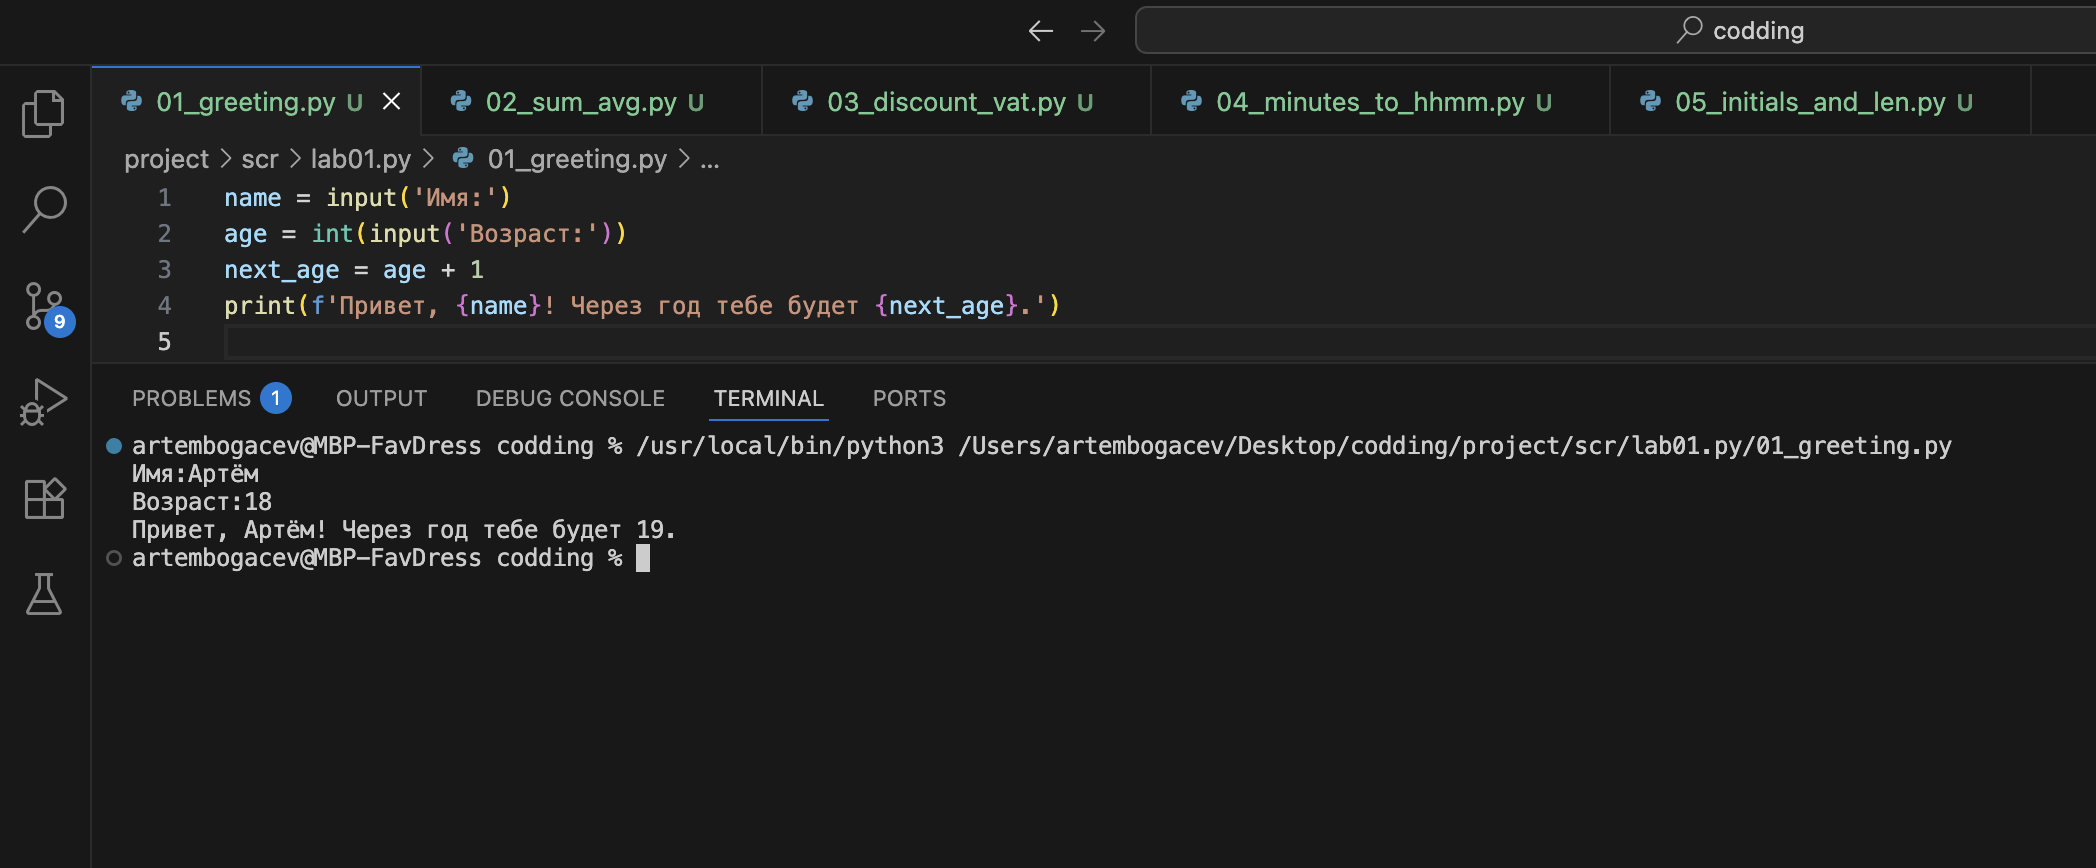 codding
01_greeting.py U
02_sum_avg.py U
03_discount_vat.py U
04_minutes_to_hhmm.py U
05_initials_and_len.py U
project > scr > lab01.py > 01_greeting.py > ...
1 name = input('Имя:')
2 age = int(input('Возраст:'))
3 next_age = age + 1
4 print(f'Привет, {name}! Через год тебе будет {next_age}.')
5
9
PROBLEMS 1 OUTPUT DEBUG CONSOLE TERMINAL PORTS
artembogacev@MBP-FavDress codding % /usr/local/bin/python3 /Users/artembogacev/Desktop/codding/project/scr/lab01.py/01_greeting.py
Имя:Артём
Возраст:18
Привет, Артём! Через год тебе будет 19.
artembogacev@MBP-FavDress codding %